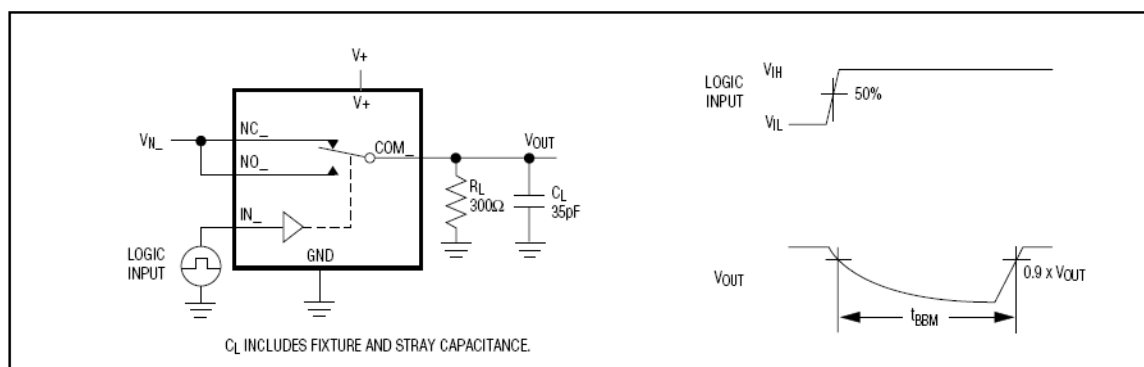 V+
V+
VN_
NC_
NO_
COM_
VOUT
RL
300Ω
CL
35pF
IN_
LOGIC
INPUT
GND
CL INCLUDES FIXTURE AND STRAY CAPACITANCE.
LOGIC
INPUT
VIH
VIL
50%
VOUT
0.9 x VOUT
tBBM